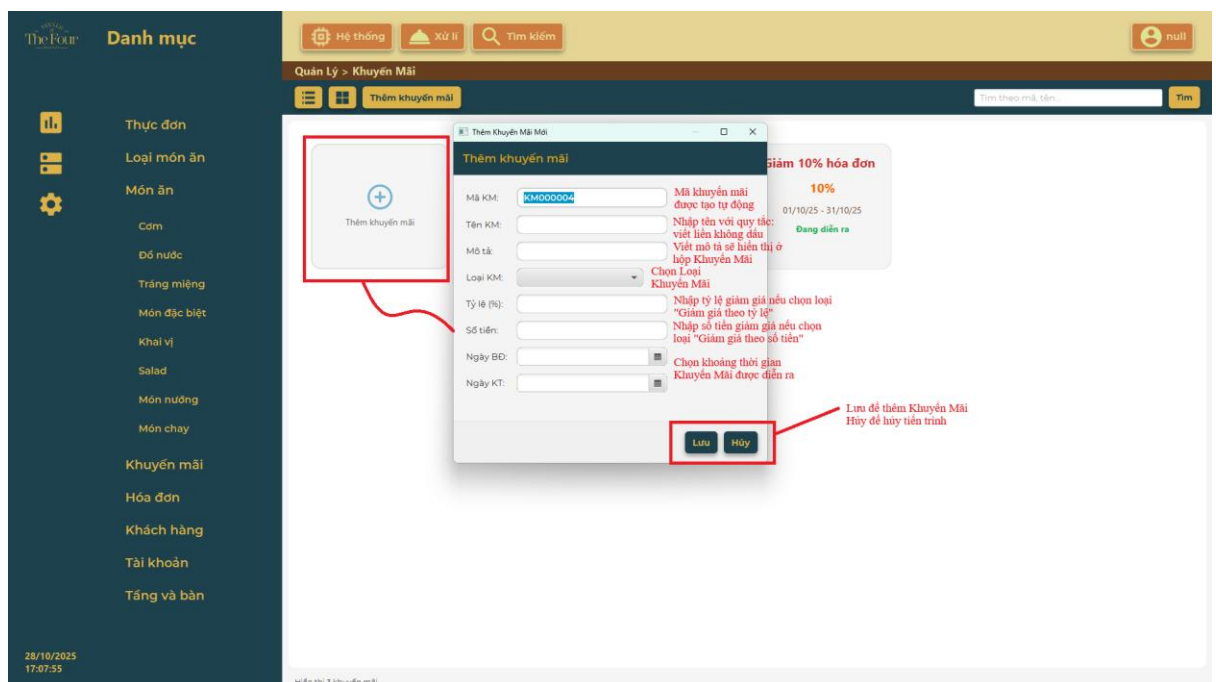 The Four
Danh mục
Hệ thống
Xử lí
Tìm kiếm
null
Quản Lý > Khuyến Mãi
Thêm khuyến mãi
Tìm theo mã, tên...
Tìm
Thực đơn
Loại món ăn
Món ăn
Cơm
Đồ nước
Tráng miệng
Món đặc biệt
Khai vị
Salad
Món nướng
Món chay
Khuyến mãi
Hóa đơn
Khách hàng
Tài khoản
Tầng và bàn
28/10/2025
17:07:55
Thêm khuyến mãi
Thêm Khuyến Mãi Mới
Thêm khuyến mãi
Mã KM:
KM000004
Mã khuyến mãi
được tạo tự động
Tên KM:
Nhập tên với quy tắc:
viết liền không dấu
Mô tả:
Viết mô tả sẽ hiển thị ở
hộp Khuyến Mãi
Loại KM:
Chọn Loại
Khuyến Mãi
Tỷ lệ (%):
Nhập tỷ lệ giảm giá nếu chọn loại
"Giảm giá theo tỷ lệ"
Số tiền:
Nhập số tiền giảm giá nếu chọn
loại "Giảm giá theo số tiền"
Ngày BĐ:
Ngày KT:
Chọn khoảng thời gian
Khuyến Mãi được diễn ra
Lưu
Hủy
Lưu để thêm Khuyến Mãi
Hủy để hủy tiến trình
Giảm 10% hóa đơn
10%
01/10/25 - 31/10/25
Đang diễn ra
Hiển thị 3 khuyến mãi